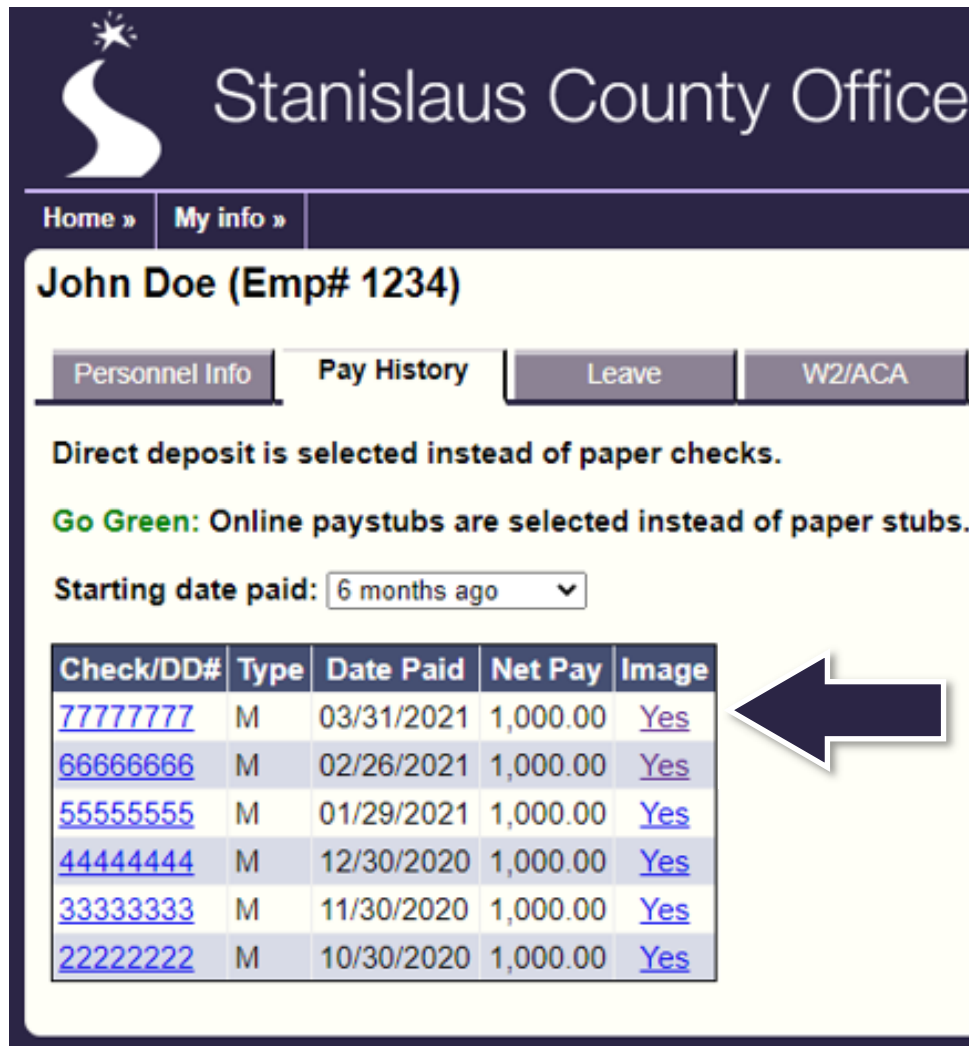 Stanislaus County Office
Home » My info »
John Doe (Emp# 1234)
Personnel Info Pay History Leave W2/ACA
Direct deposit is selected instead of paper checks.
Go Green: Online paystubs are selected instead of paper stubs.
Starting date paid: 6 months ago
Check/DD# Type Date Paid Net Pay Image
77777777 M 03/31/2021 1,000.00 Yes
66666666 M 02/26/2021 1,000.00 Yes
55555555 M 01/29/2021 1,000.00 Yes
44444444 M 12/30/2020 1,000.00 Yes
33333333 M 11/30/2020 1,000.00 Yes
22222222 M 10/30/2020 1,000.00 Yes